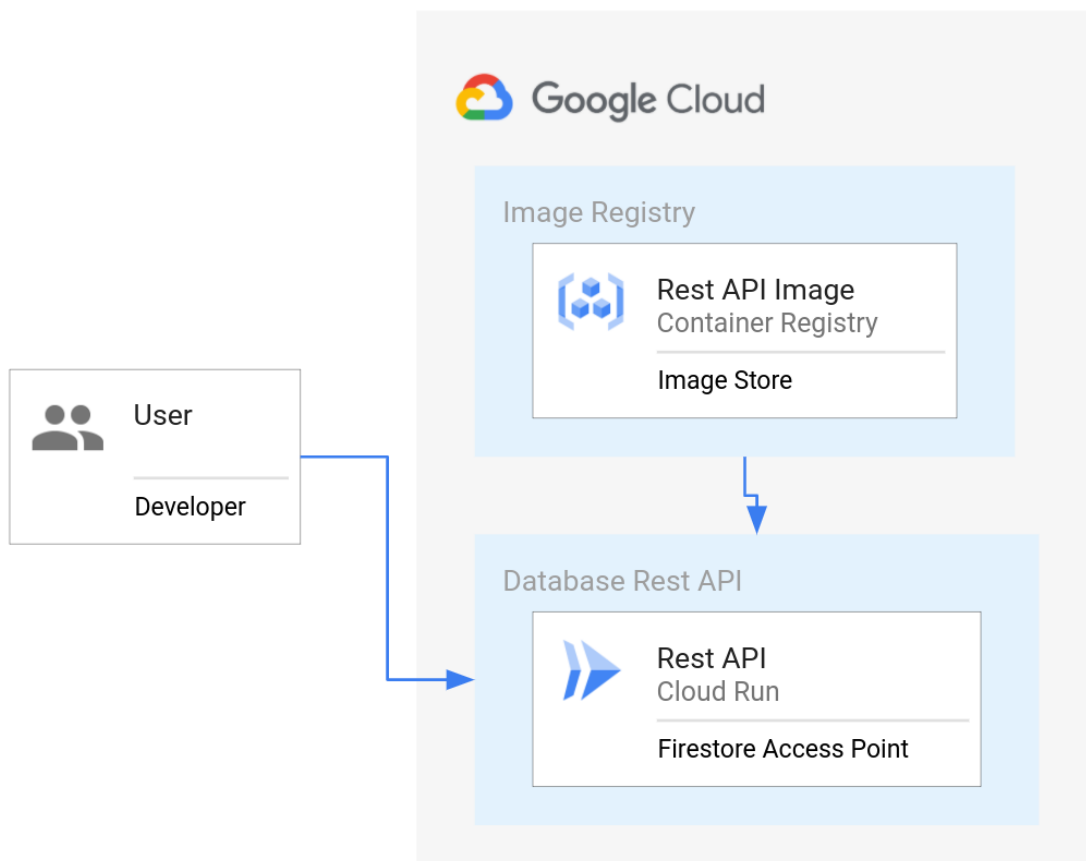 Google Cloud
Image Registry
Rest API Image
Container Registry
Image Store
User
Developer
Database Rest API
Rest API
Cloud Run
Firestore Access Point